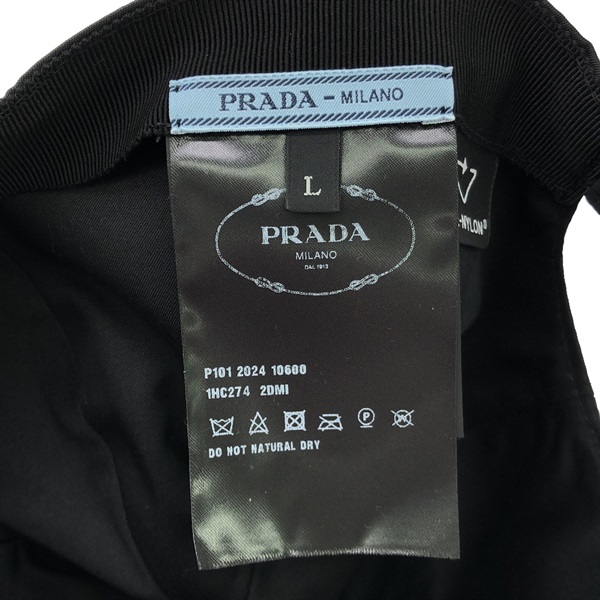 PRADA - MILANO
L
PRADA
MILANO
DAL 1913
P101 2024 10600
1HC274 2DMI
P
DO NOT NATURAL DRY
-NYLON®